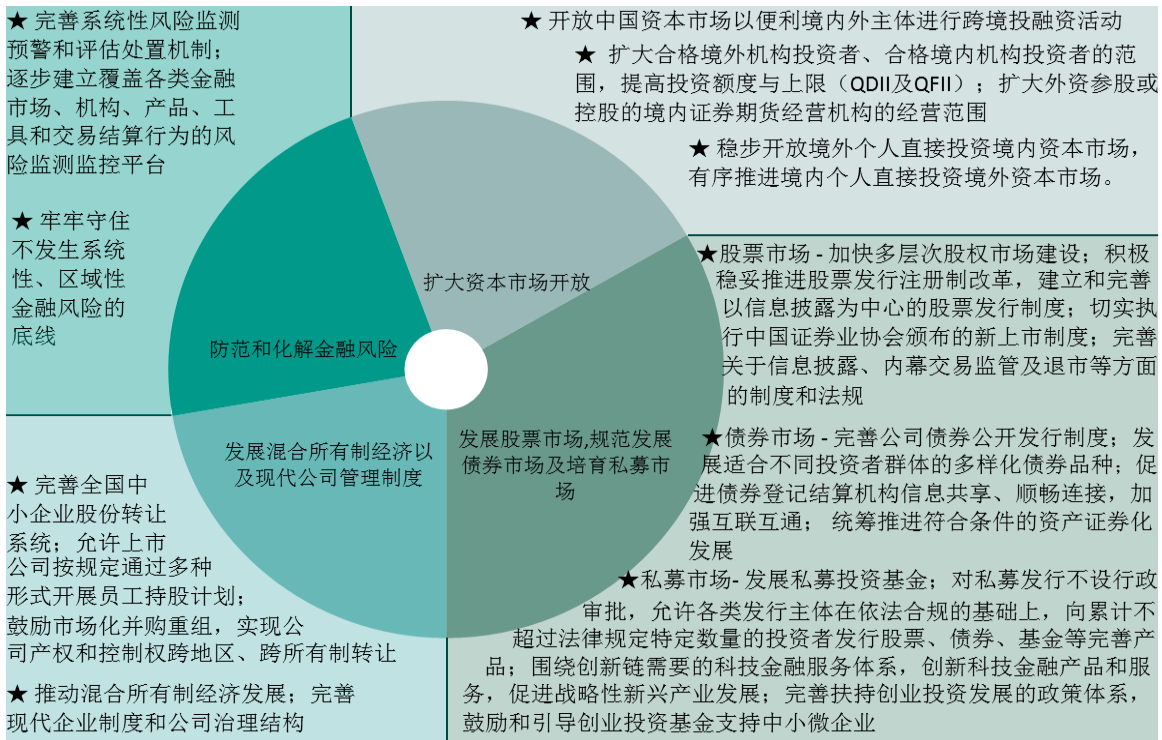 ★ 完善系统性风险监测
预警和评估处置机制；
逐步建立覆盖各类金融
市场、机构、产品、工
具和交易结算行为的风
险监测监控平台
★ 牢牢守住
不发生系统
性、区域性
金融风险的
底线
★ 开放中国资本市场以便利境内外主体进行跨境投融资活动
★ 扩大合格境外机构投资者、合格境内机构投资者的范
围，提高投资额度与上限（QDII及QFII）；扩大外资参股或
控股的境内证券期货经营机构的经营范围
★ 稳步开放境外个人直接投资境内资本市场，
有序推进境内个人直接投资境外资本市场。
扩大资本市场开放
防范和化解金融风险
发展混合所有制经济以
及现代公司管理制度
发展股票市场,规范发展
债券市场及培育私募市
场
★股票市场 - 加快多层次股权市场建设；积极
稳妥推进股票发行注册制改革，建立和完善
以信息披露为中心的股票发行制度；切实执
行中国证券业协会颁布的新上市制度；完善
关于信息披露、内幕交易监管及退市等方面
的制度和法规
★债券市场 - 完善公司债券公开发行制度；发
展适合不同投资者群体的多样化债券品种；促
进债券登记结算机构信息共享、顺畅连接，加
强互联互通； 统筹推进符合条件的资产证券化
发展
★私募市场- 发展私募投资基金；对私募发行不设行政
审批，允许各类发行主体在依法合规的基础上，向累计不
超过法律规定特定数量的投资者发行股票、债券、基金等完善产
品；围绕创新链需要的科技金融服务体系，创新科技金融产品和服
务，促进战略性新兴产业发展；完善扶持创业投资发展的政策体系，
鼓励和引导创业投资基金支持中小微企业
★ 完善全国中
小企业股份转让
系统；允许上市
公司按规定通过多种
形式开展员工持股计划；
鼓励市场化并购重组，实现公
司产权和控制权跨地区、跨所有制转让
★ 推动混合所有制经济发展；完善
现代企业制度和公司治理结构